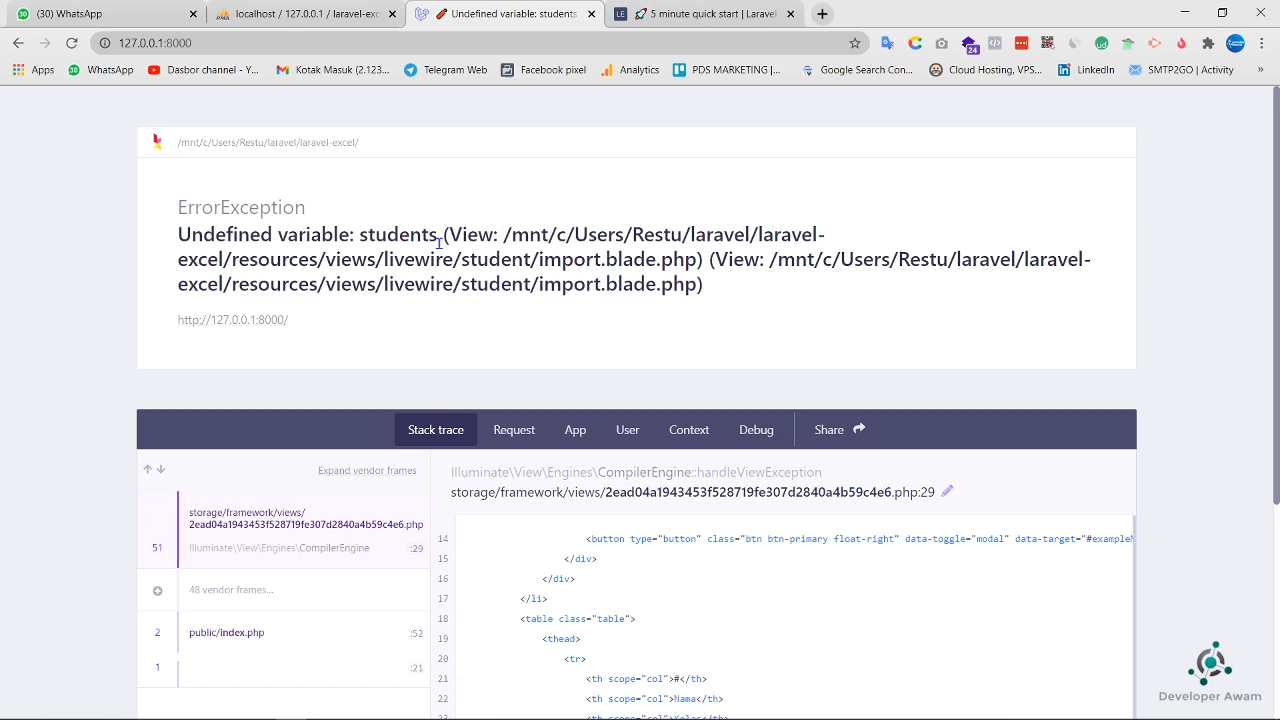 (30) WhatsApp
localhost / 127.0.0.1 / laravel-exce
Undefined variable: students
5 minute quick start | Laravel
127.0.0.1:8000
24
Apps
WhatsApp
Dasbor channel - Y...
Kotak Masuk (2.123...
Telegram Web
Facebook pixel
Analytics
PDS MARKETING |...
Google Search Con...
Cloud Hosting, VPS...
LinkedIn
SMTP2GO | Activity
»
/mnt/c/Users/Restu/laravel/laravel-excel/
ErrorException
Undefined variable: students (View: /mnt/c/Users/Restu/laravel/laravel-
excel/resources/views/livewire/student/import.blade.php) (View: /mnt/c/Users/Restu/laravel/laravel-
excel/resources/views/livewire/student/import.blade.php)
http://127.0.0.1:8000/
Stack trace
Request
App
User
Context
Debug
Share
Expand vendor frames
storage/framework/views/
2ead04a1943453f528719fe307d2840a4b59c4e6.php
51 Illuminate\View\Engines\CompilerEngine :29
48 vendor frames...
2 public/index.php :52
1 :21
Illuminate\View\Engines\CompilerEngine::handleViewException
storage/framework/views/2ead04a1943453f528719fe307d2840a4b59c4e6.php:29
14 <button type="button" class="btn btn-primary float-right" data-toggle="modal" data-target="#example
15 </div>
16 </div>
17 </li>
18 <table class="table">
19 <thead>
20 <tr>
21 <th scope="col">#</th>
22 <th scope="col">Nama</th>
23 <th scope="col">Kelas</th>
Developer Awam